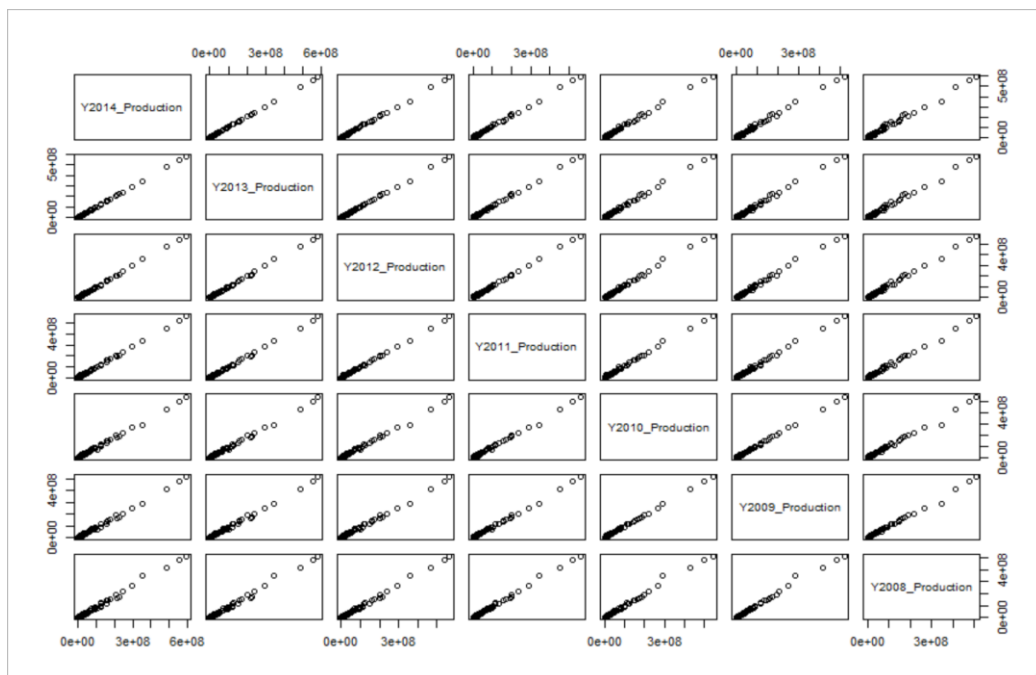 0e+00 3e+08 6e+08 0e+00 3e+08 0e+00 3e+08
Y2014_Production 0e+00 5e+08
0e+00 5e+08 Y2013_Production
Y2012_Production 0e+00 4e+08
0e+00 4e+08 Y2011_Production
Y2010_Production 0e+00 4e+08
0e+00 4e+08 Y2009_Production
Y2008_Production 0e+00 4e+08
0e+00 3e+08 6e+08 0e+00 3e+08 0e+00 3e+08 0e+00 3e+08